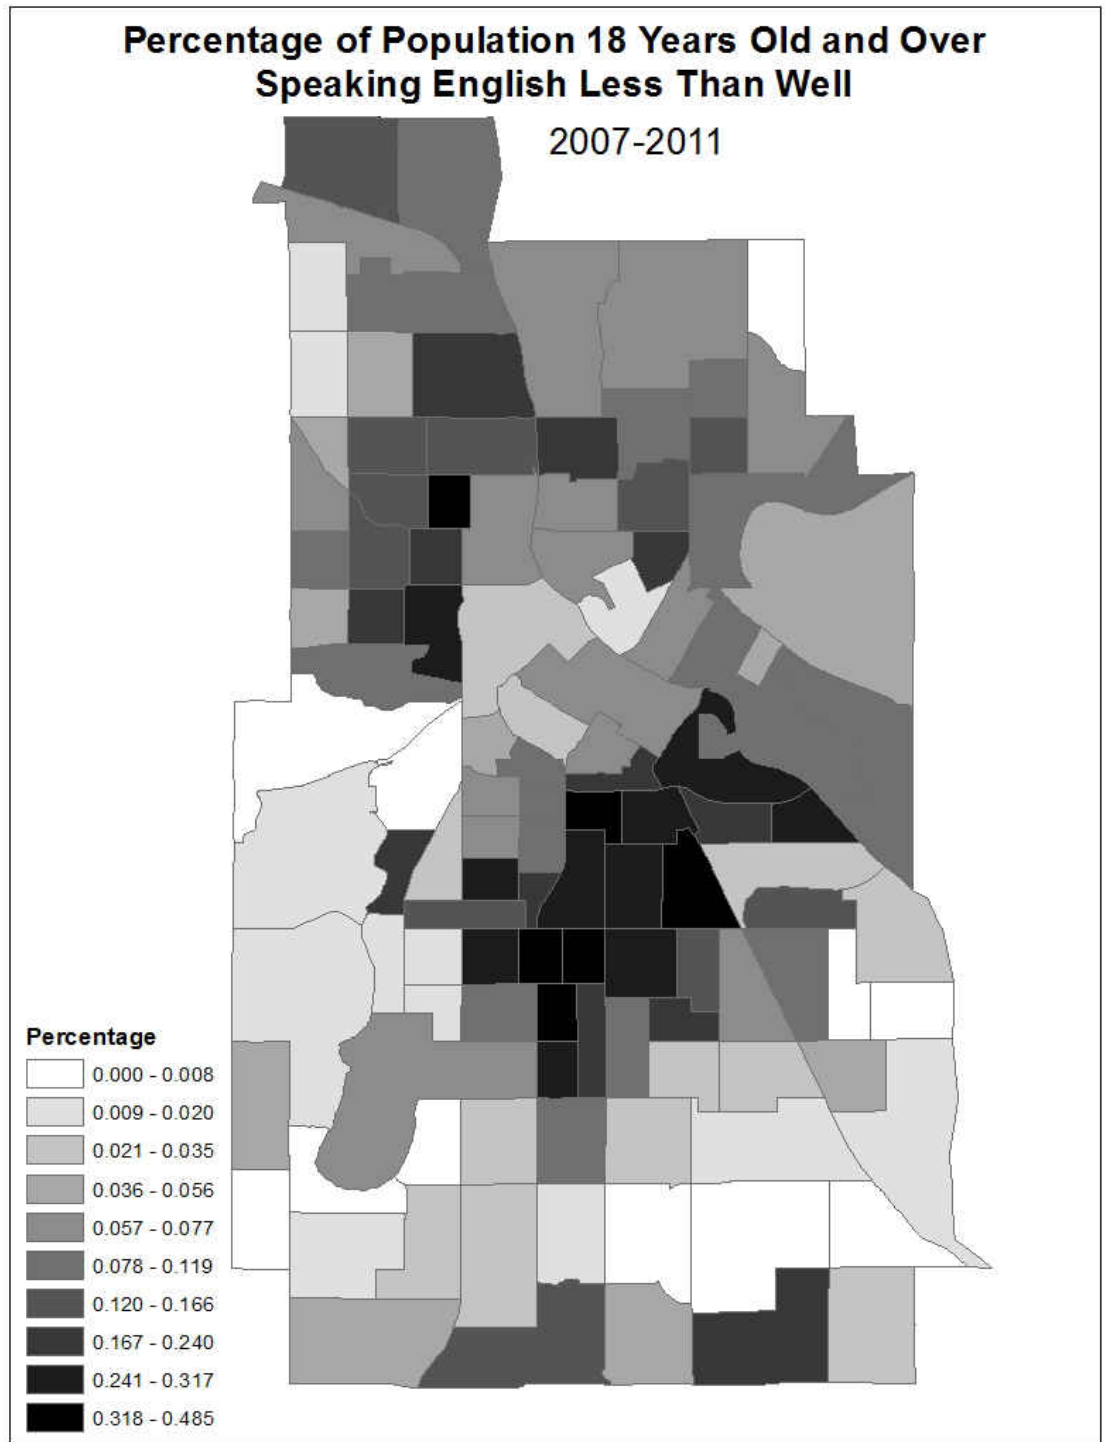 Percentage of Population 18 Years Old and Over
Speaking English Less Than Well
2007-2011
Percentage
0.000 - 0.008
0.009 - 0.020
0.021 - 0.035
0.036 - 0.056
0.057 - 0.077
0.078 - 0.119
0.120 - 0.166
0.167 - 0.240
0.241 - 0.317
0.318 - 0.485